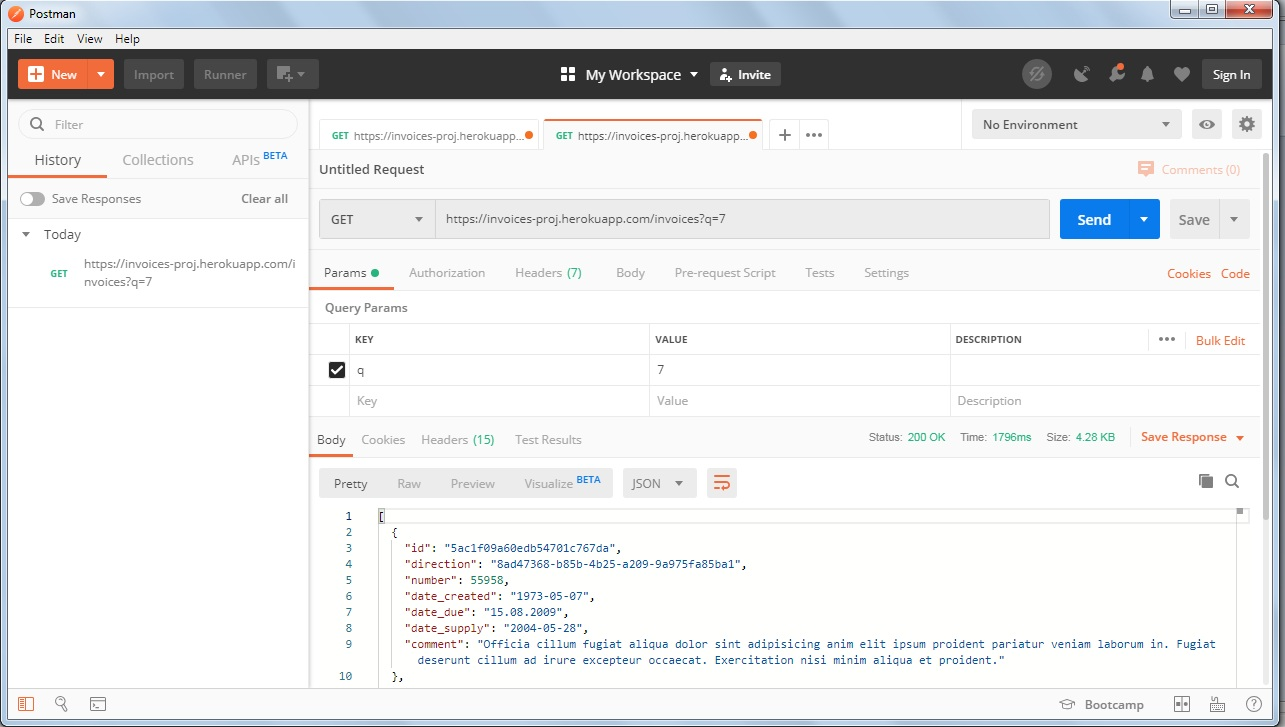 Postman
File Edit View Help
New Import Runner My Workspace Invite Sign In
Filter
History Collections APIs BETA
Save Responses Clear all
Today
GET https://invoices-proj.herokuapp.com/i
nvoices?q=7
GET https://invoices-proj.herokuapp... GET https://invoices-proj.herokuapp... No Environment
Untitled Request Comments (0)
GET https://invoices-proj.herokuapp.com/invoices?q=7 Send Save
Params Authorization Headers (7) Body Pre-request Script Tests Settings Cookies Code
Query Params
KEY VALUE DESCRIPTION Bulk Edit
q 7
Key Value Description
Body Cookies Headers (15) Test Results Status: 200 OK Time: 1796ms Size: 4.28 KB Save Response
Pretty Raw Preview Visualize BETA JSON
1 [
2 {
3 "id": "5ac1f09a60edb54701c767da",
4 "direction": "8ad47368-b85b-4b25-a209-9a975fa85ba1",
5 "number": 55958,
6 "date_created": "1973-05-07",
7 "date_due": "15.08.2009",
8 "date_supply": "2004-05-28",
9 "comment": "Officia cillum fugiat aliqua dolor sint adipisicing anim elit ipsum proident pariatur veniam laborum in. Fugiat
deserunt cillum ad irure excepteur occaecat. Exercitation nisi minim aliqua et proident."
10 },
Bootcamp